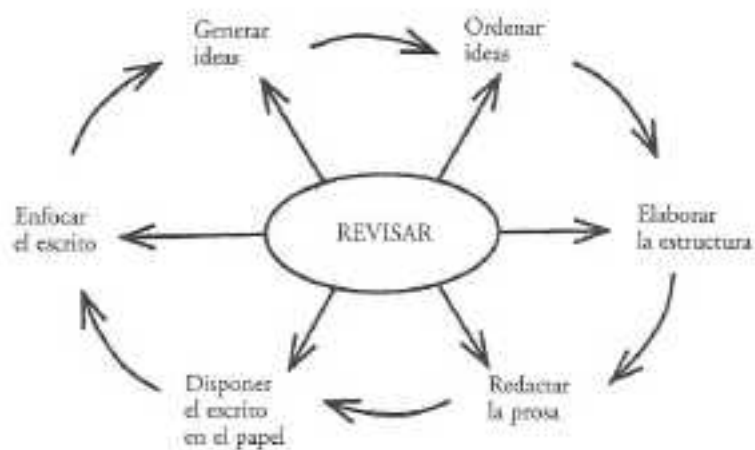 Generar
ideas
Ordenar
ideas
Enfocar
el escrito
REVISAR
Elaborar
la estructura
Disponer
el escrito
en el papel
Redactar
la prosa